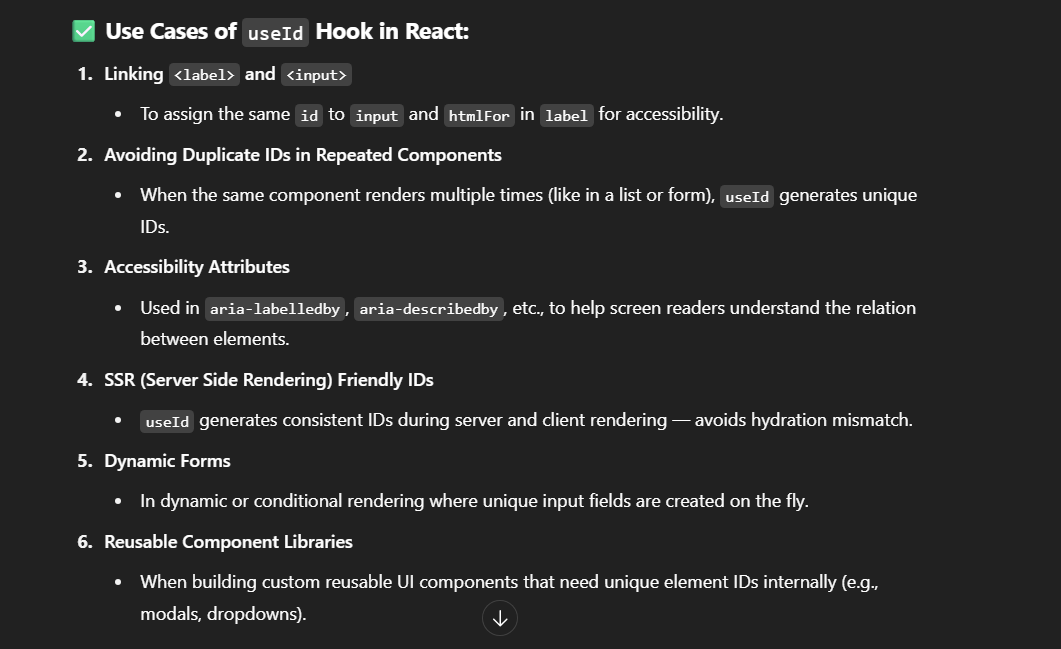 ✅ Use Cases of useId Hook in React:
1. Linking <label> and <input>
• To assign the same id to input and htmlFor in label for accessibility.
2. Avoiding Duplicate IDs in Repeated Components
• When the same component renders multiple times (like in a list or form), useId generates unique
IDs.
3. Accessibility Attributes
• Used in aria-labelledby, aria-describedby, etc., to help screen readers understand the relation
between elements.
4. SSR (Server Side Rendering) Friendly IDs
• useId generates consistent IDs during server and client rendering — avoids hydration mismatch.
5. Dynamic Forms
• In dynamic or conditional rendering where unique input fields are created on the fly.
6. Reusable Component Libraries
• When building custom reusable UI components that need unique element IDs internally (e.g.,
modals, dropdowns).